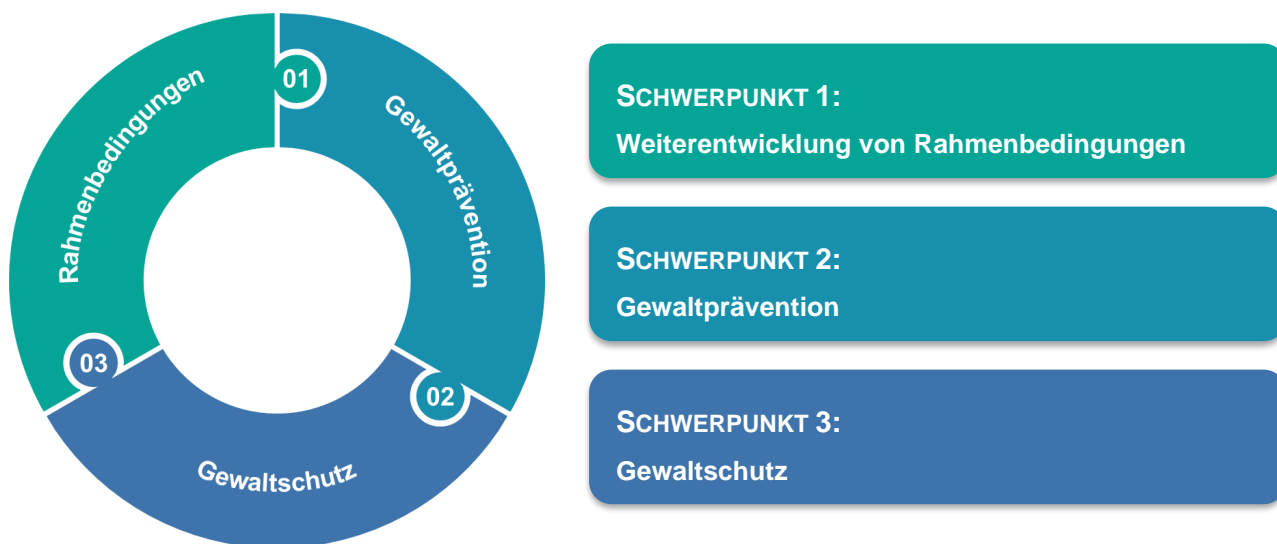 01
Rahmenbedingungen
Gewaltprävention
03
02
Gewaltschutz
SCHWERPUNKT 1:
Weiterentwicklung von Rahmenbedingungen
SCHWERPUNKT 2:
Gewaltprävention
SCHWERPUNKT 3:
Gewaltschutz